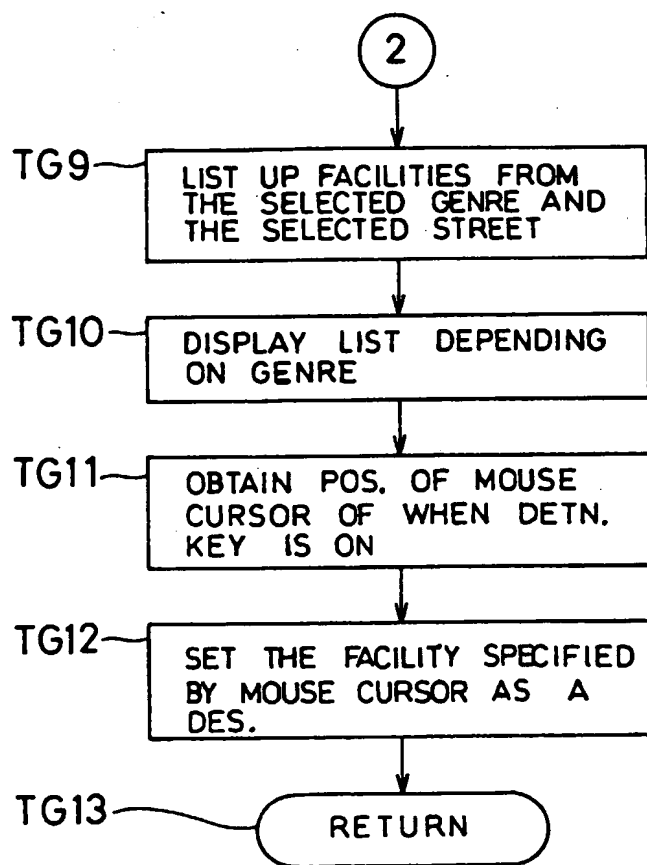 2
TG9
LIST UP FACILITIES FROM
THE SELECTED GENRE AND
THE SELECTED STREET
TG10
DISPLAY LIST DEPENDING
ON GENRE
TG11
OBTAIN POS. OF MOUSE
CURSOR OF WHEN DETN.
KEY IS ON
TG12
SET THE FACILITY SPECIFIED
BY MOUSE CURSOR AS A
DES.
TG13
RETURN